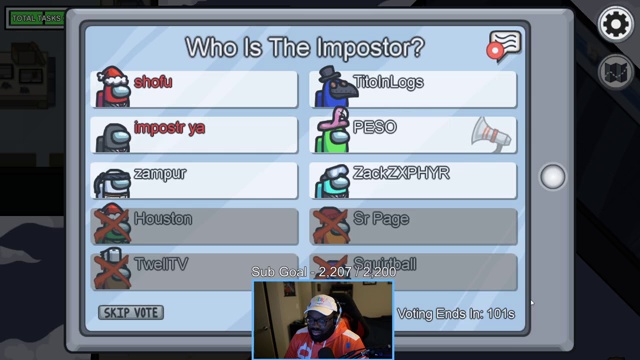 TOTAL TASKS
Who Is The Impostor?
shofu
TitoInLogs
impostr ya
PESO
zampur
ZackZXPHYR
Houston
Sr Page
TwellTV
Squidball
Sub Goal - 2,207 / 2,200
SKIP VOTE
Voting Ends In: 101s